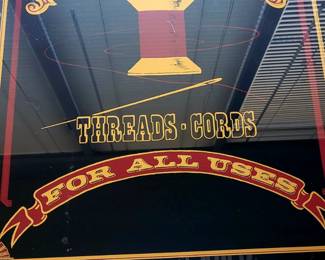 THREADS · CORDS
FOR ALL USES